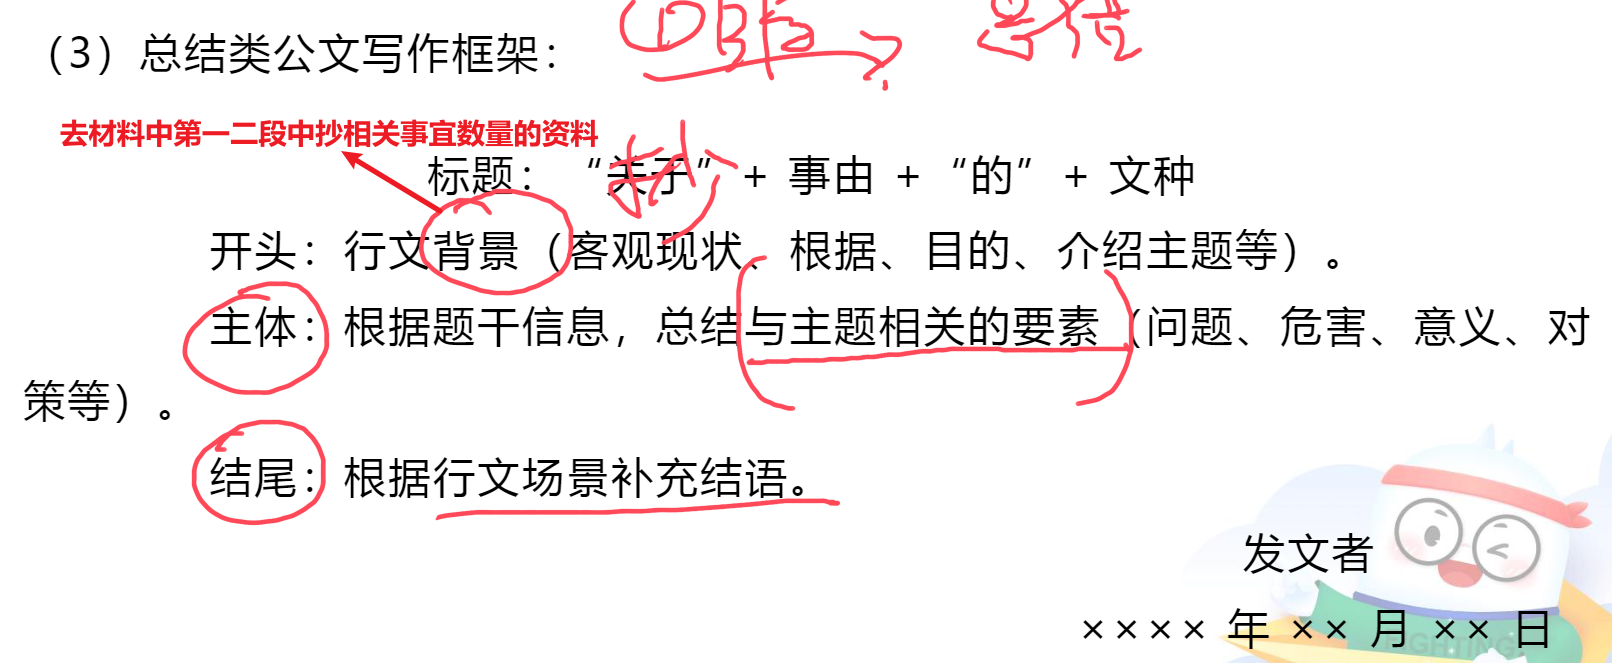 （3）总结类公文写作框架：
去材料中第一二段中抄相关事宜数量的资料
标题：“关于”+ 事由 +“的”+ 文种
抄
开头：行文背景（客观现状、根据、目的、介绍主题等）。
主体：根据题干信息，总结与主题相关的要素（问题、危害、意义、对
策等）。
结尾：根据行文场景补充结语。
发文者
×××× 年 ×× 月 ×× 日
FIGHTING